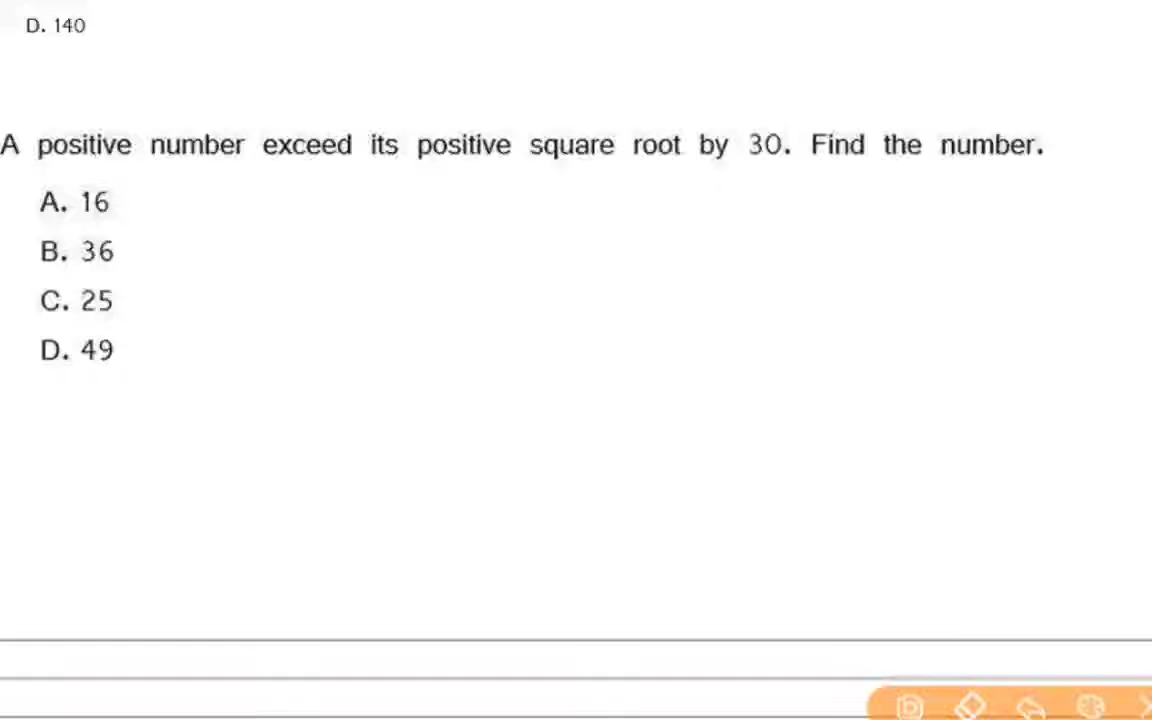 D. 140
A positive number exceed its positive square root by 30. Find the number.
A. 16
B. 36
C. 25
D. 49